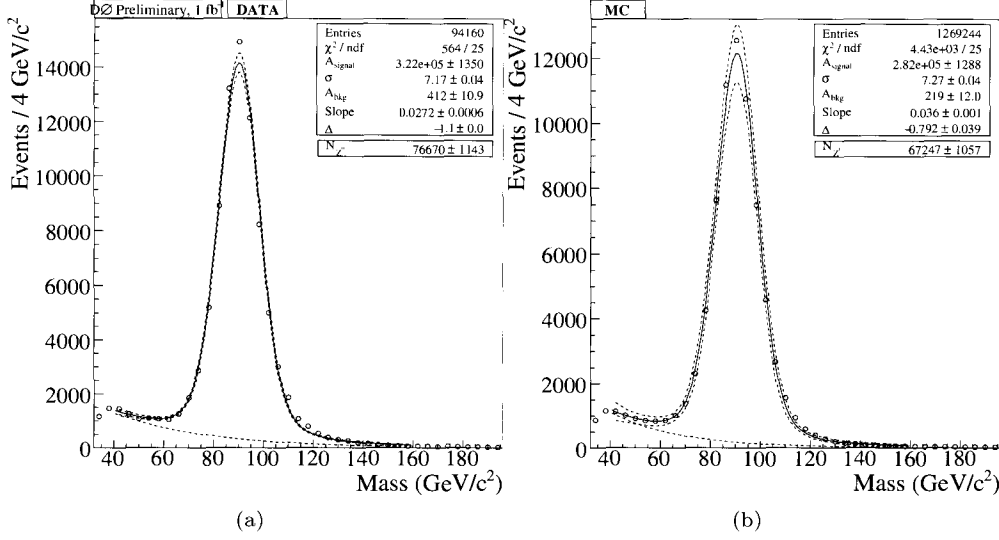 DØ Preliminary, 1 fb⁻¹ DATA
Events / 4 GeV/c²
14000
12000
10000
8000
6000
4000
2000
0
40 60 80 100 120 140 160 180
Mass (GeV/c²)
Entries 94160
χ² / ndf 564 / 25
A_signal 3.22e+05 ± 1350
σ 7.17 ± 0.04
A_bkg 412 ± 10.9
Slope 0.0272 ± 0.0006
Δ -1.1 ± 0.0
N_Z 76670 ± 1143
(a)
MC
Events / 4 GeV/c²
12000
10000
8000
6000
4000
2000
0
40 60 80 100 120 140 160 180
Mass (GeV/c²)
Entries 1269244
χ² / ndf 4.43e+03 / 25
A_signal 2.82e+05 ± 1288
σ 7.27 ± 0.04
A_bkg 219 ± 12.0
Slope 0.036 ± 0.001
Δ -0.792 ± 0.039
N_Z 67247 ± 1057
(b)